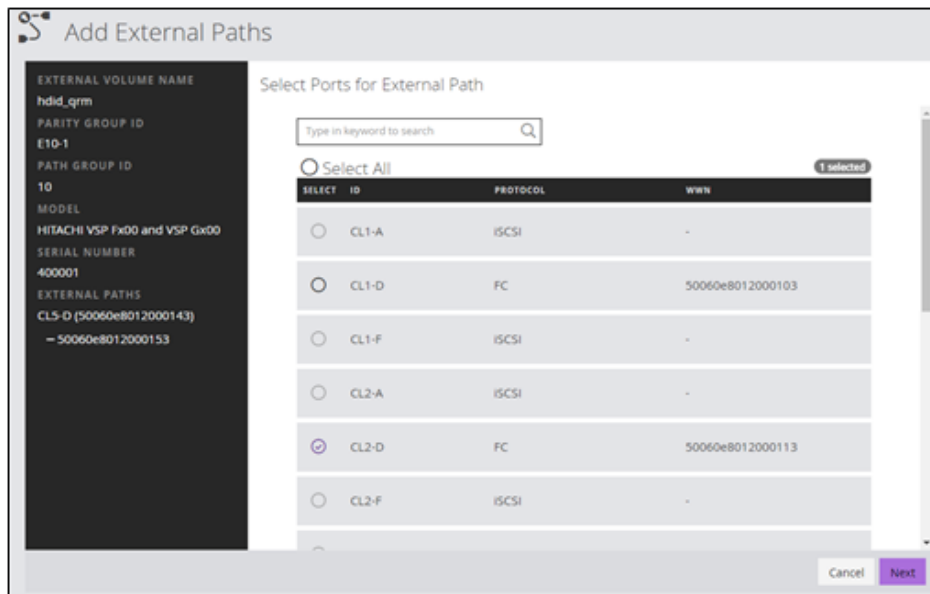 Add External Paths
EXTERNAL VOLUME NAME
hdid_qrm
PARITY GROUP ID
E10-1
PATH GROUP ID
10
MODEL
HITACHI VSP Fx00 and VSP Gx00
SERIAL NUMBER
400001
EXTERNAL PATHS
CL5-D (50060e8012000143)
– 50060e8012000153
Select Ports for External Path
Type in keyword to search
Select All
1 selected
SELECT ID PROTOCOL WWN
CL1-A iSCSI -
CL1-D FC 50060e8012000103
CL1-F iSCSI -
CL2-A iSCSI -
CL2-D FC 50060e8012000113
CL2-F iSCSI -
Cancel Next